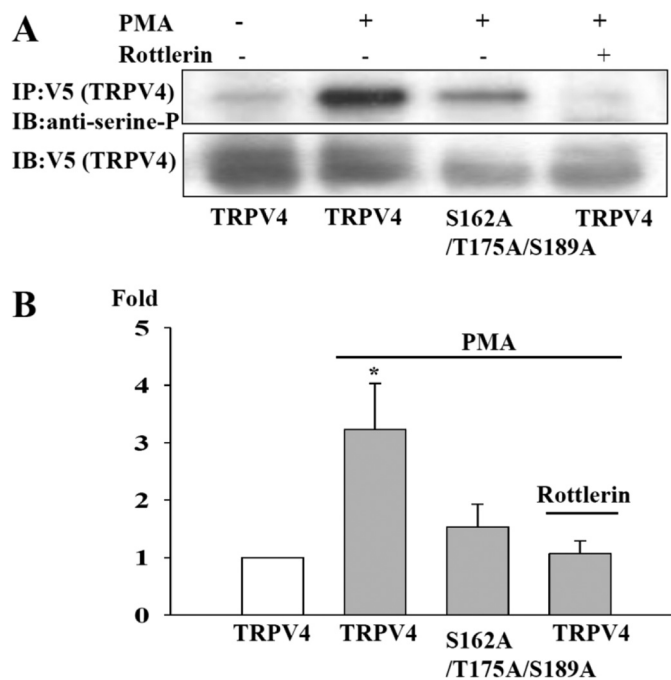 A
PMA - + + +
Rottlerin - - - +
IP:V5 (TRPV4)
IB:anti-serine-P
IB:V5 (TRPV4)
TRPV4 TRPV4 S162A TRPV4
/T175A/S189A
B
Fold
5
4
3
2
1
0
PMA
*
Rottlerin
TRPV4 TRPV4 S162A TRPV4
/T175A/S189A